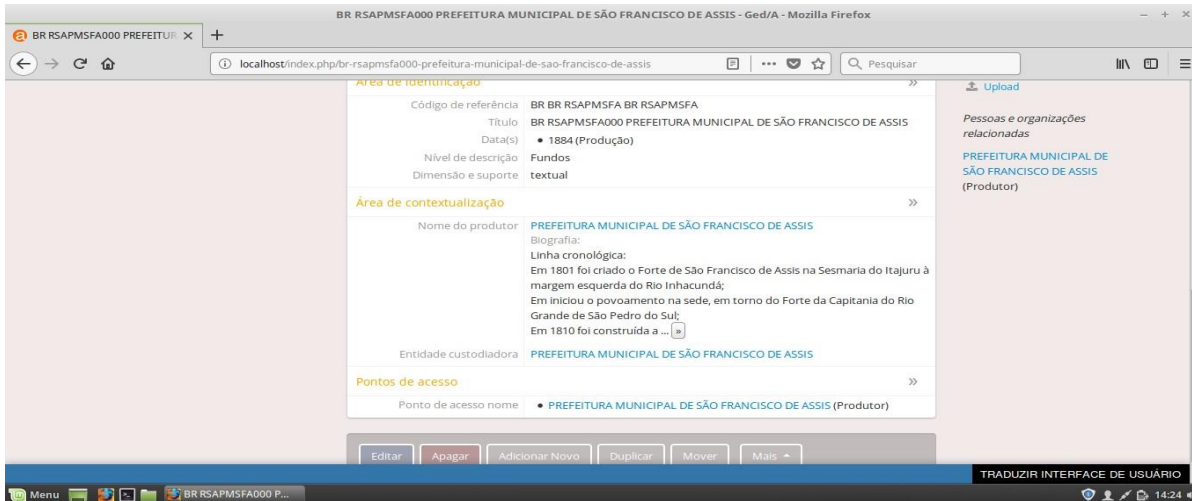 BR RSAPMSFA000 PREFEITURA MUNICIPAL DE SÃO FRANCISCO DE ASSIS - Ged/A - Mozilla Firefox
BR RSAPMSFA000 PREFEITUR
localhost/index.php/br-rsapmsfa000-prefeitura-municipal-de-sao-francisco-de-assis
Pesquisar
Área de identificação
Código de referência BR BR RSAPMSFA BR RSAPMSFA
Título BR RSAPMSFA000 PREFEITURA MUNICIPAL DE SÃO FRANCISCO DE ASSIS
Data(s) • 1884 (Produção)
Nível de descrição Fundos
Dimensão e suporte textual
Área de contextualização
Nome do produtor PREFEITURA MUNICIPAL DE SÃO FRANCISCO DE ASSIS
Biografia:
Linha cronológica:
Em 1801 foi criado o Forte de São Francisco de Assis na Sesmaria do Itajuru à
margem esquerda do Rio Inhacundá;
Em iniciou o povoamento na sede, em torno do Forte da Capitania do Rio
Grande de São Pedro do Sul;
Em 1810 foi construída a ... »
Entidade custodiadora PREFEITURA MUNICIPAL DE SÃO FRANCISCO DE ASSIS
Pontos de acesso
Ponto de acesso nome • PREFEITURA MUNICIPAL DE SÃO FRANCISCO DE ASSIS (Produtor)
Editar Apagar Adicionar Novo Duplicar Mover Mais
Upload
Pessoas e organizações
relacionadas
PREFEITURA MUNICIPAL DE
SÃO FRANCISCO DE ASSIS
(Produtor)
TRADUZIR INTERFACE DE USUÁRIO
Menu
BR RSAPMSFA000 P...
14:24